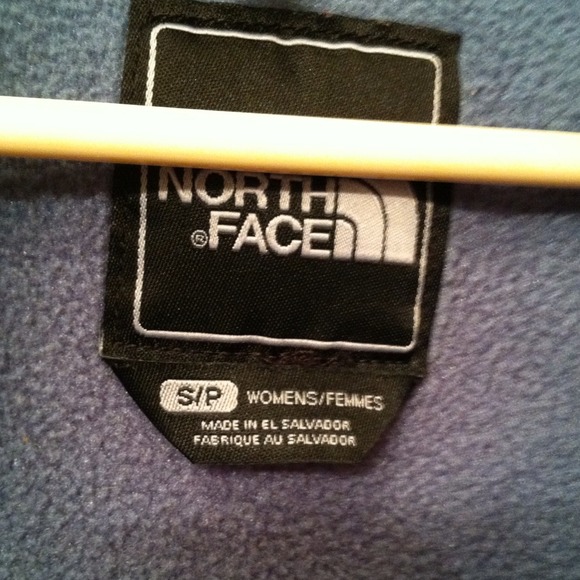 NORTH
® FACE
S/P WOMENS/FEMMES
MADE IN EL SALVADOR
FABRIQUE AU SALVADOR